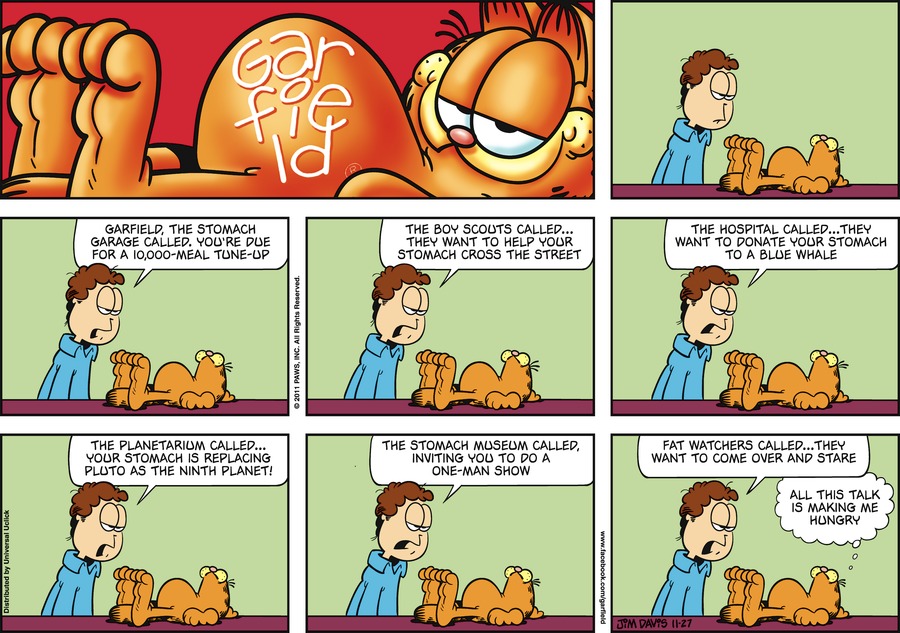 Gar
fie
ld
®
GARFIELD, THE STOMACH
GARAGE CALLED. YOU'RE DUE
FOR A 10,000-MEAL TUNE-UP
© 2011 PAWS, INC. All Rights Reserved.
THE BOY SCOUTS CALLED...
THEY WANT TO HELP YOUR
STOMACH CROSS THE STREET
THE HOSPITAL CALLED...THEY
WANT TO DONATE YOUR STOMACH
TO A BLUE WHALE
Distributed by Universal Uclick
THE PLANETARIUM CALLED...
YOUR STOMACH IS REPLACING
PLUTO AS THE NINTH PLANET!
THE STOMACH MUSEUM CALLED,
INVITING YOU TO DO A
ONE-MAN SHOW
www.facebook.com/garfield
FAT WATCHERS CALLED...THEY
WANT TO COME OVER AND STARE
ALL THIS TALK
IS MAKING ME
HUNGRY
JIM DAVIS 11-27